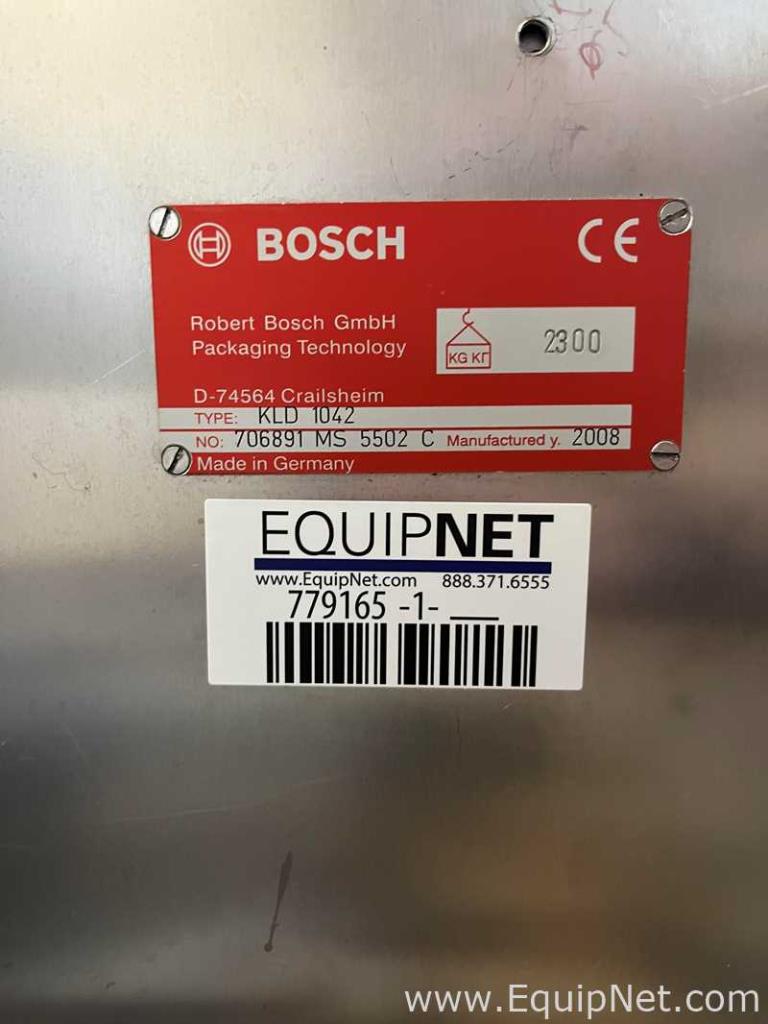 BOSCH CE
Robert Bosch GmbH
Packaging Technology
KG КГ 2300
D-74564 Crailsheim
TYPE: KLD 1042
NO: 706891 MS 5502 C Manufactured y. 2008
Made in Germany
EQUIPNET
www.EquipNet.com 888.371.6555
779165 -1- ___
www.EquipNet.com